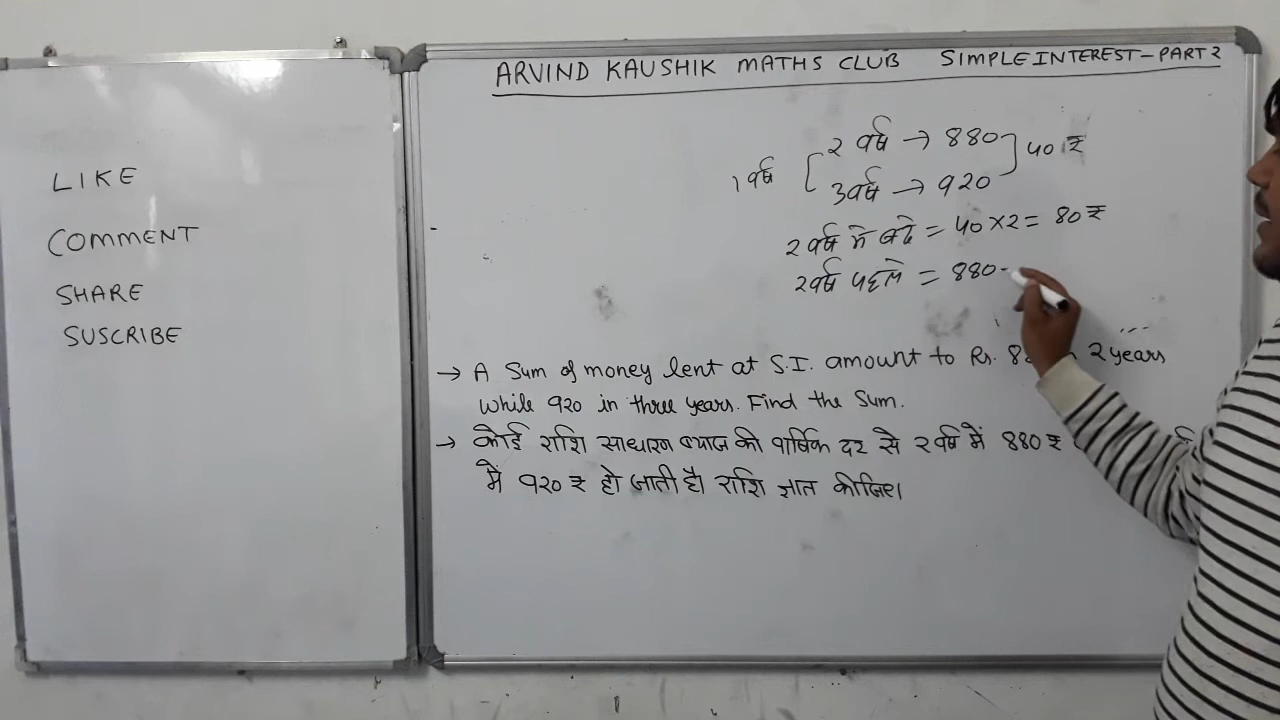 ARVIND KAUSHIK MATHS CLUB SIMPLE INTEREST - PART 2
LIKE
COMMENT
SHARE
SUSCRIBE
1 वर्ष [ 2 वर्ष → 880 ] 40 ₹
3 वर्ष → 920
2 वर्ष में बढ़े = 40 × 2 = 80 ₹
2 वर्ष पहले = 880 -
→ A Sum of money lent at S.I. amount to Rs. 2 years
while 920 in three years. Find the Sum.
→ कोई राशि साधारण ब्याज की वार्षिक दर से 2 वर्ष में 880 ₹
में 920 ₹ हो जाती है। राशि ज्ञात कीजिए।